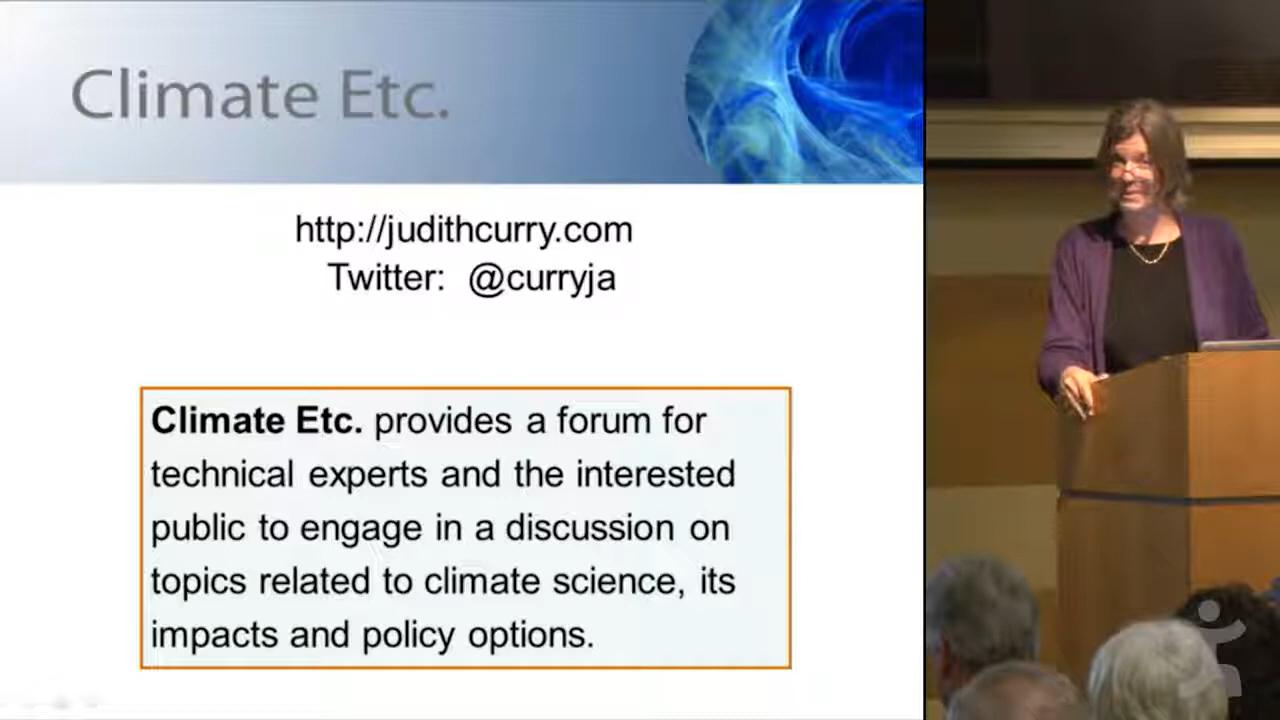 Climate Etc.
http://judithcurry.com
Twitter: @curryja
Climate Etc. provides a forum for
technical experts and the interested
public to engage in a discussion on
topics related to climate science, its
impacts and policy options.